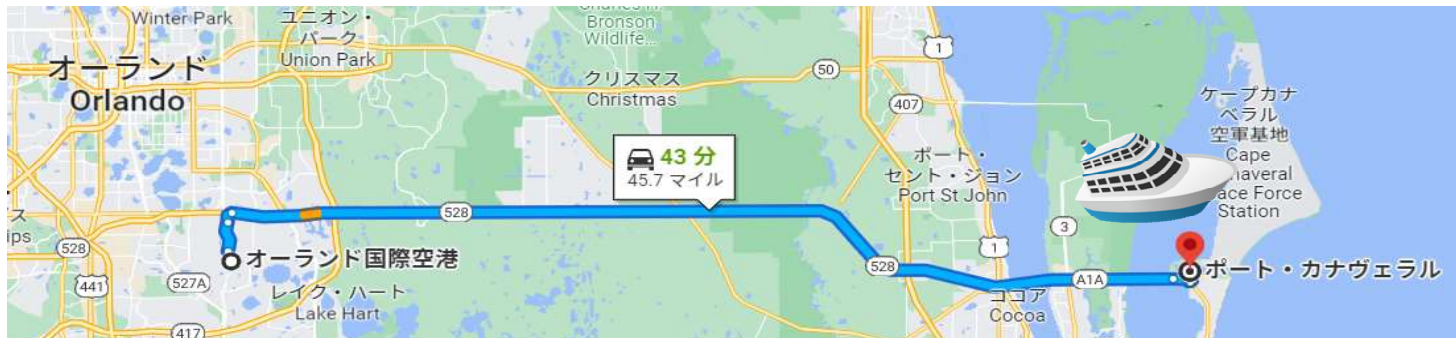 Winter Park
ユニオン・
パーク
Union Park
Bronson
Wildlife...
1
オーランド
Orlando
クリスマス
Christmas
50
407
ケープカナ
ベラル
空軍基地
Cape
Space Force
Station
43 分
45.7 マイル
ポート・
セント・ジョン
Port St John
528
3
528
1
528
オーランド国際空港
ポート・カナヴェラル
441
527A
レイク・ハート
Lake Hart
A1A
ココア
Cocoa
417